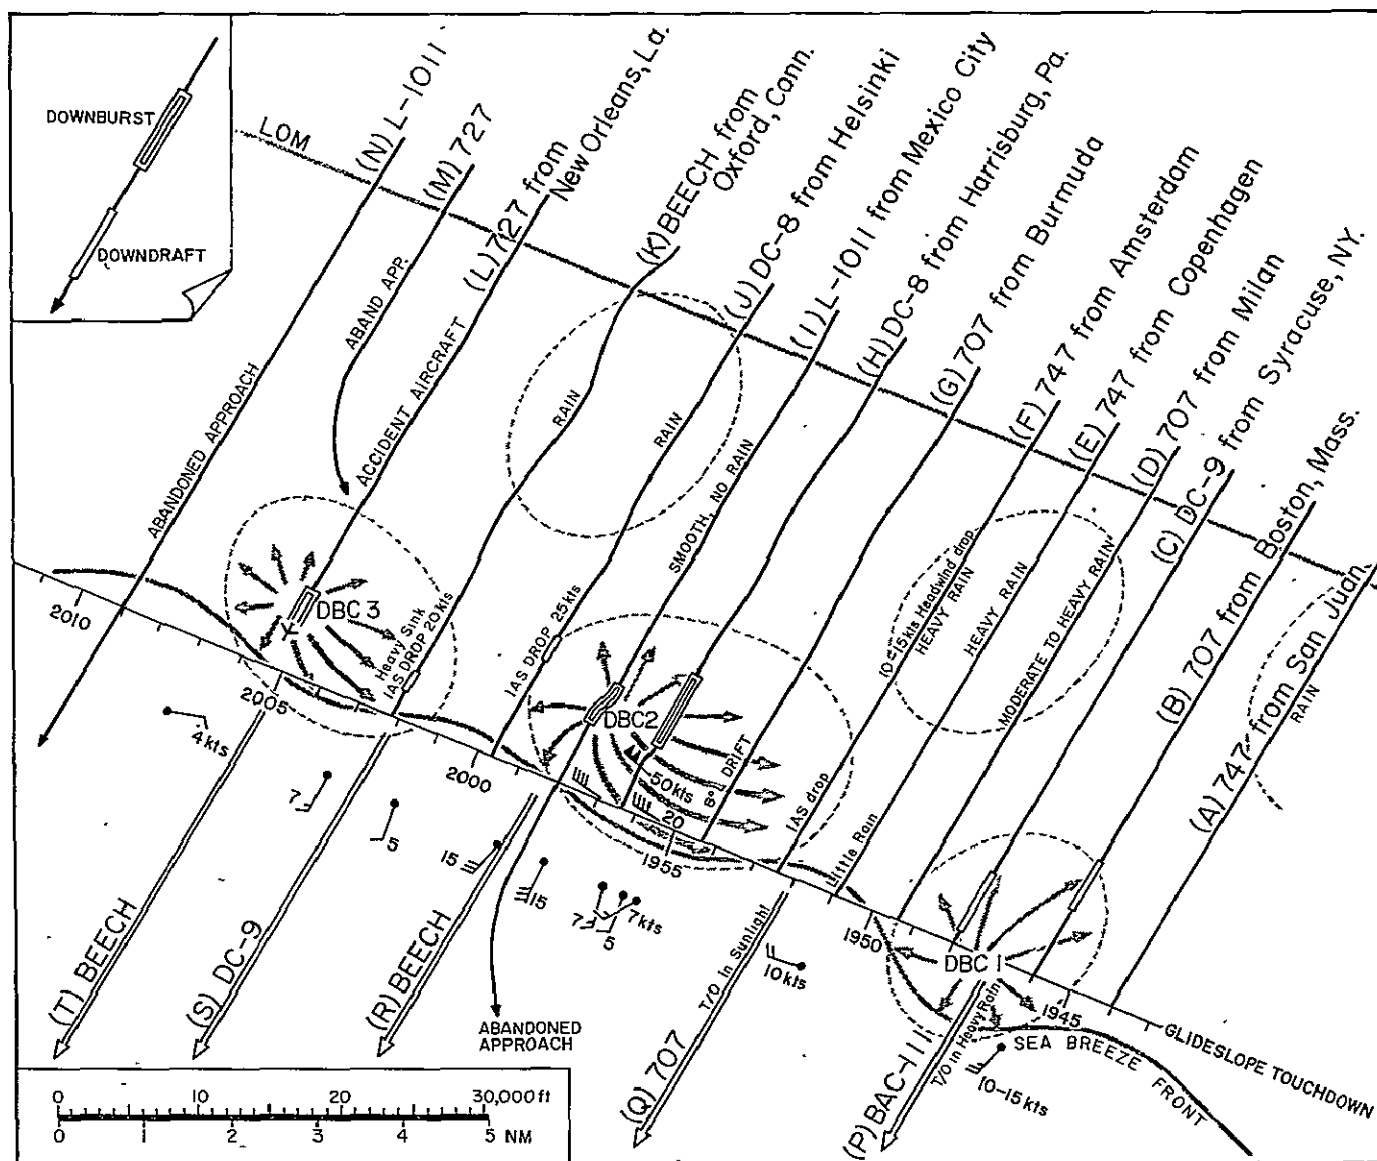 DOWNBURST
DOWNDRAFT
LOM
(N) L-1011
(M) 727
(L) 727 from
New Orleans, La.
(K) BEECH from
Oxford, Cann.
(J) DC-8 from Helsinki
(I) L-1011 from Mexico City
(H) DC-8 from Harrisburg, Pa.
(G) 707 from Burmuda
(F) 747 from Amsterdam
(E) 747 from Copenhagen
(D) 707 from Milan
(C) DC-9 from Syracuse, NY.
(B) 707 from Boston, Mass.
(A) 747 from San Juan
RAIN
ABANDONED APPROACH
ABAND APP.
ACCIDENT AIRCRAFT
RAIN
RAIN
SMOOTH, NO RAIN
10-15kts Headwind drop
HEAVY RAIN
HEAVY RAIN
MODERATE TO HEAVY RAIN
DBC 3
Heavy Sink
IAS DROP 20kts
IAS DROP 25kts
DBC2
50kts
8° DRIFT
20
IAS drop
Little Rain
DBC 1
2010
2005
2000
1955
1950
1945
GLIDESLOPE TOUCHDOWN
4 kts
7
5
15
15
7
5
7kts
10kts
10-15kts
SEA BREEZE FRONT
ABANDONED
APPROACH
(T) BEECH
(S) DC-9
(R) BEECH
(Q) 707
T/O In Sunlight
(P) BAC-111
T/O in Heavy Rain
0 10 20 30,000 ft
0 1 2 3 4 5 NM